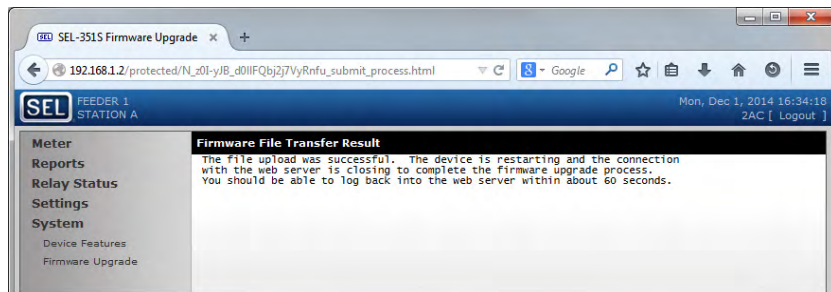 SEL SEL-351S Firmware Upgrade
192.168.1.2/protected/N_z0I-yJB_d0IIFQbj2j7VyRnfu_submit_process.html
Google
SEL
FEEDER 1
STATION A
Mon, Dec 1, 2014 16:34:18
2AC [ Logout ]
Meter
Reports
Relay Status
Settings
System
Device Features
Firmware Upgrade
Firmware File Transfer Result
The file upload was successful. The device is restarting and the connection
with the web server is closing to complete the firmware upgrade process.
You should be able to log back into the web server within about 60 seconds.